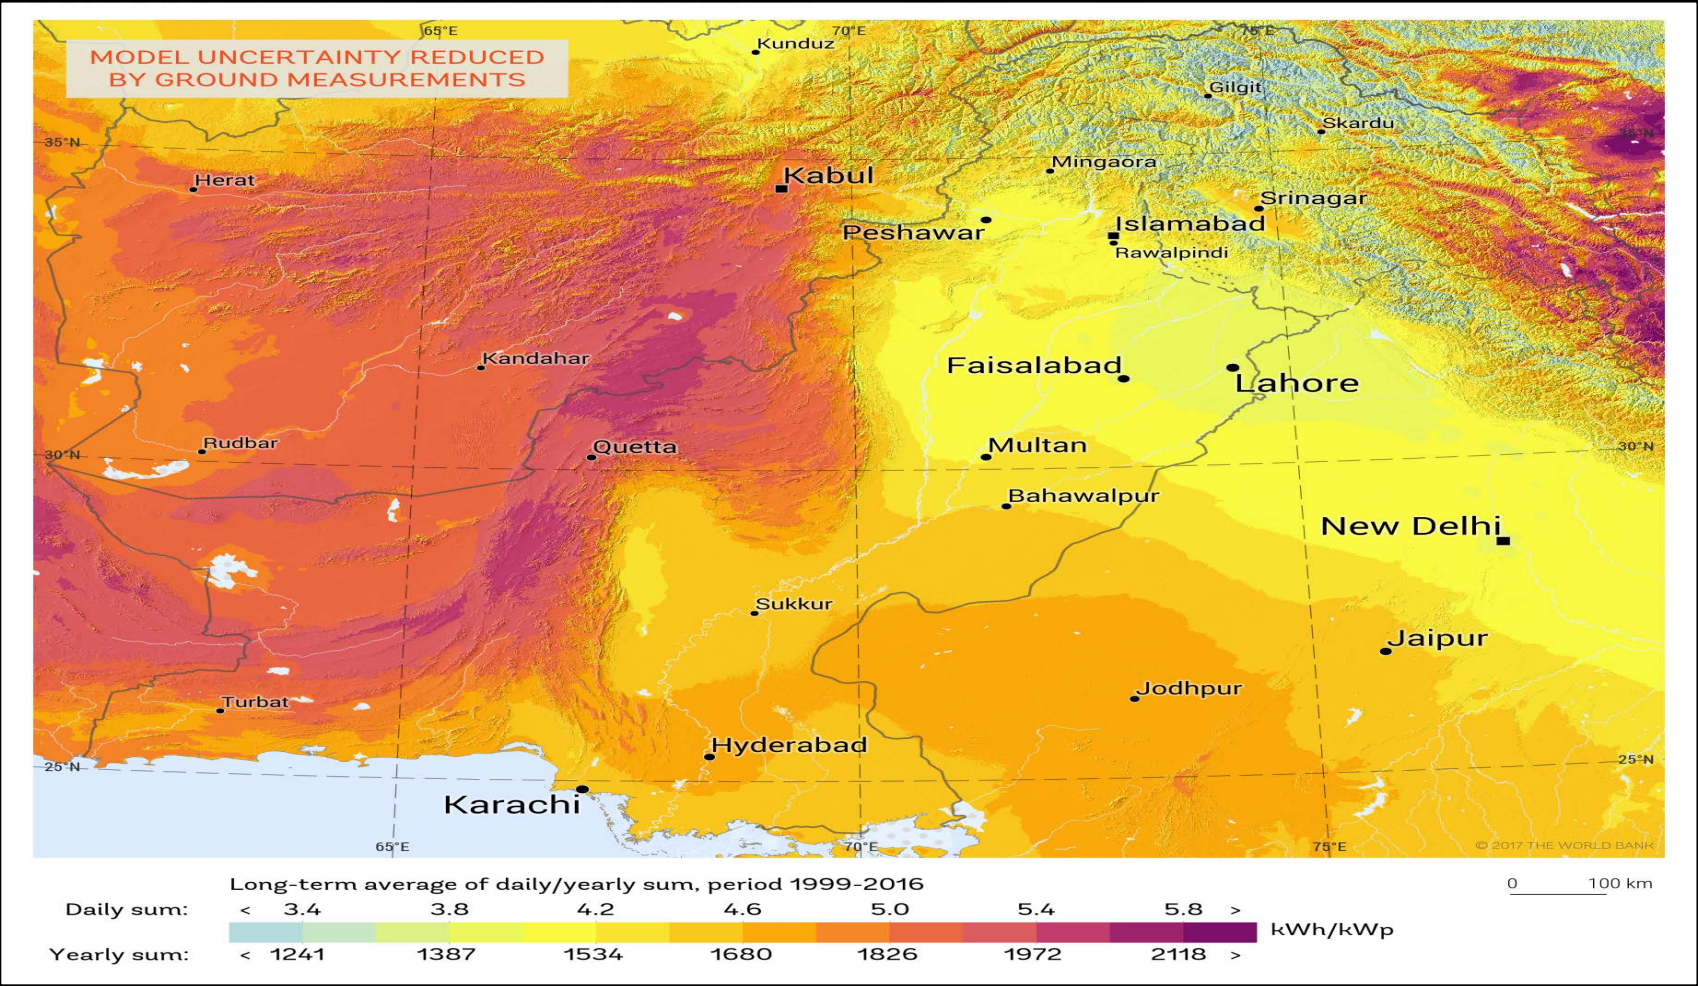 65°E
70°E
75°E
MODEL UNCERTAINTY REDUCED
BY GROUND MEASUREMENTS
Kunduz
Gilgit
Skardu
35°N
35°N
Mingaora
Herat
Kabul
Srinagar
Islamabad
Peshawar
Rawalpindi
Kandahar
Faisalabad
Lahore
Rudbar
Quetta
Multan
30°N
30°N
Bahawalpur
New Delhi
Sukkur
Jaipur
Jodhpur
Turbat
Hyderabad
25°N
25°N
Karachi
65°E
70°E
75°E
© 2017 THE WORLD BANK
Long-term average of daily/yearly sum, period 1999-2016
0 100 km
Daily sum: < 3.4 3.8 4.2 4.6 5.0 5.4 5.8 >
kWh/kWp
Yearly sum: < 1241 1387 1534 1680 1826 1972 2118 >